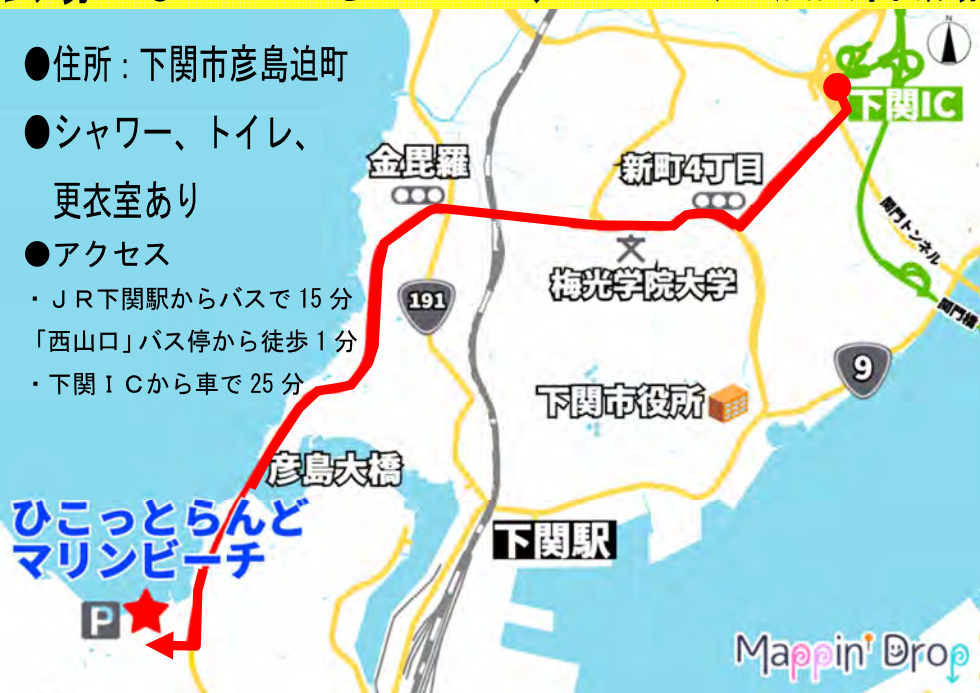 ●住所：下関市彦島迫町
●シャワー、トイレ、
更衣室あり
●アクセス
・ＪＲ下関駅からバスで15分
「西山口」バス停から徒歩1分
・下関ＩＣから車で25分
N
下関IC
金毘羅
新町4丁目
関門トンネル
梅光学院大学
関門橋
191
9
下関市役所
彦島大橋
ひこっとらんど
マリンビーチ
下関駅
P
Mappin' Drop